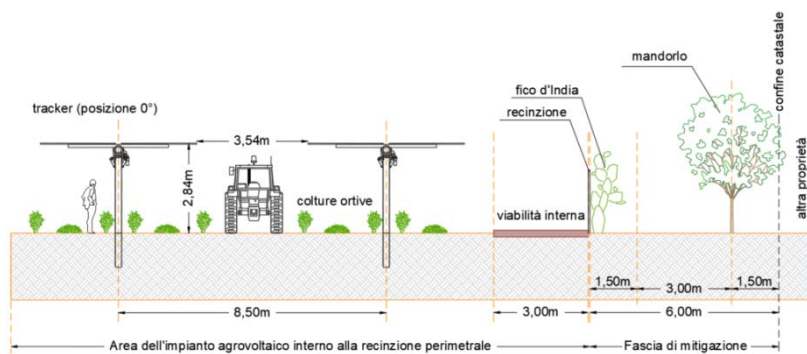 mandorlo
confine catastale
fico d'India
tracker (posizione 0°)
recinzione
3,54m
2,84m
colture ortive
viabilità interna
altra proprietà
1,50m
3,00m
1,50m
8,50m
3,00m
6,00m
Area dell'impianto agrovoltaico interno alla recinzione perimetrale
Fascia di mitigazione